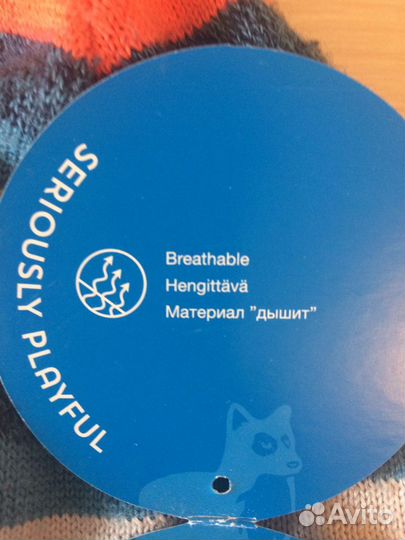 SERIOUSLY PLAYFUL
Breathable
Hengittävä
Материал "дышит"
Avito